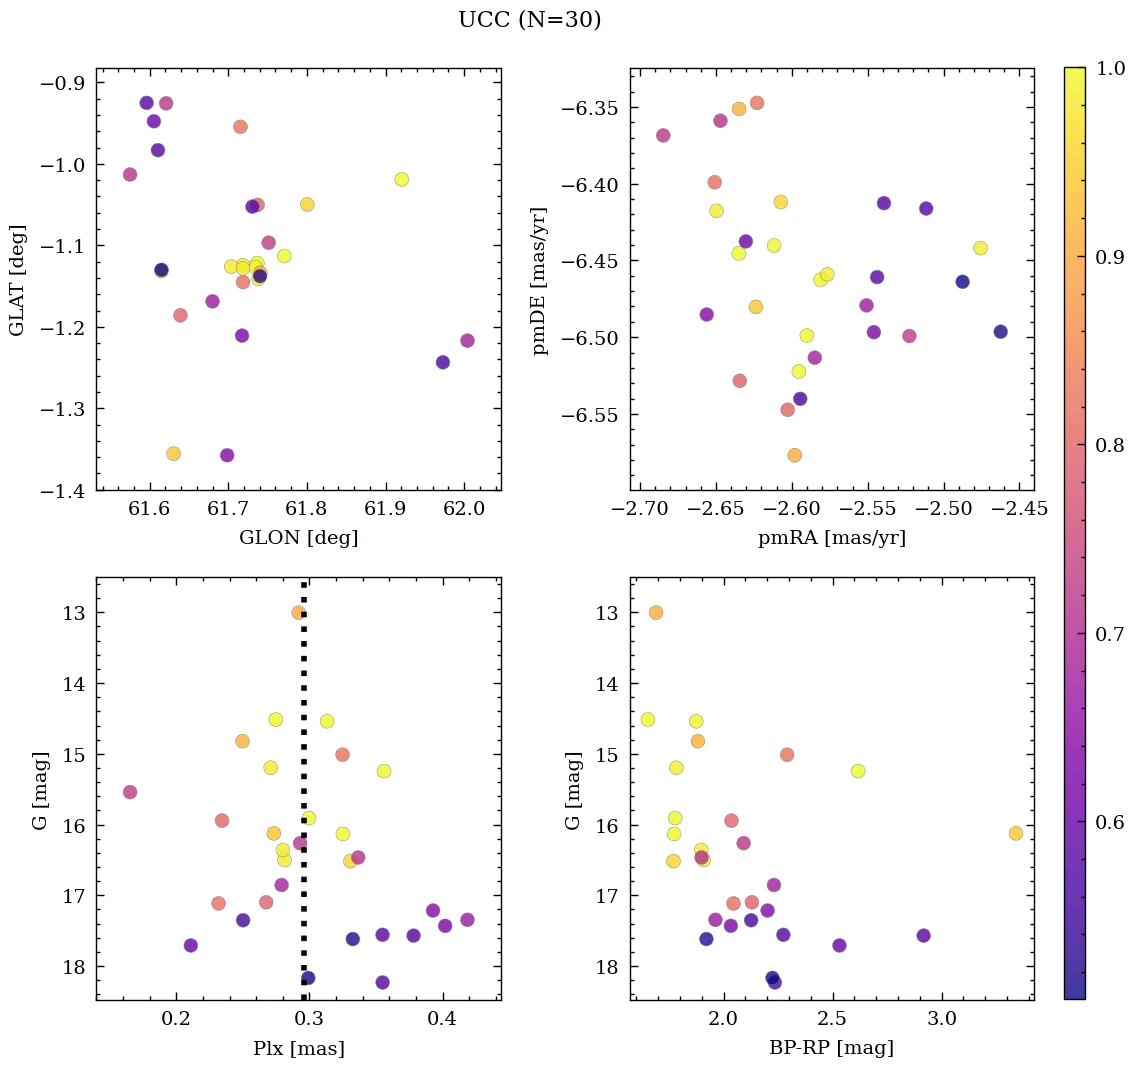 UCC (N=30)
−0.9
−1.0
−1.1
−1.2
−1.3
−1.4
GLAT [deg]
61.6 61.7 61.8 61.9 62.0
GLON [deg]
−6.35
−6.40
−6.45
−6.50
−6.55
pmDE [mas/yr]
−2.70 −2.65 −2.60 −2.55 −2.50 −2.45
pmRA [mas/yr]
1.0
0.9
0.8
0.7
0.6
13
14
15
16
17
18
G [mag]
0.2 0.3 0.4
Plx [mas]
13
14
15
16
17
18
G [mag]
2.0 2.5 3.0
BP-RP [mag]